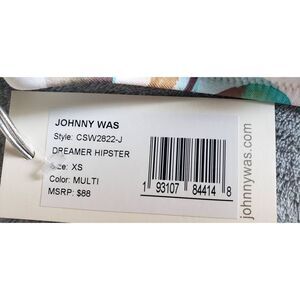 JOHNNY WAS
Style: CSW2822-J
DREAMER HIPSTER
Size: XS
Color: MULTI
MSRP: $88
1 93107 84414 8
johnnywas.com